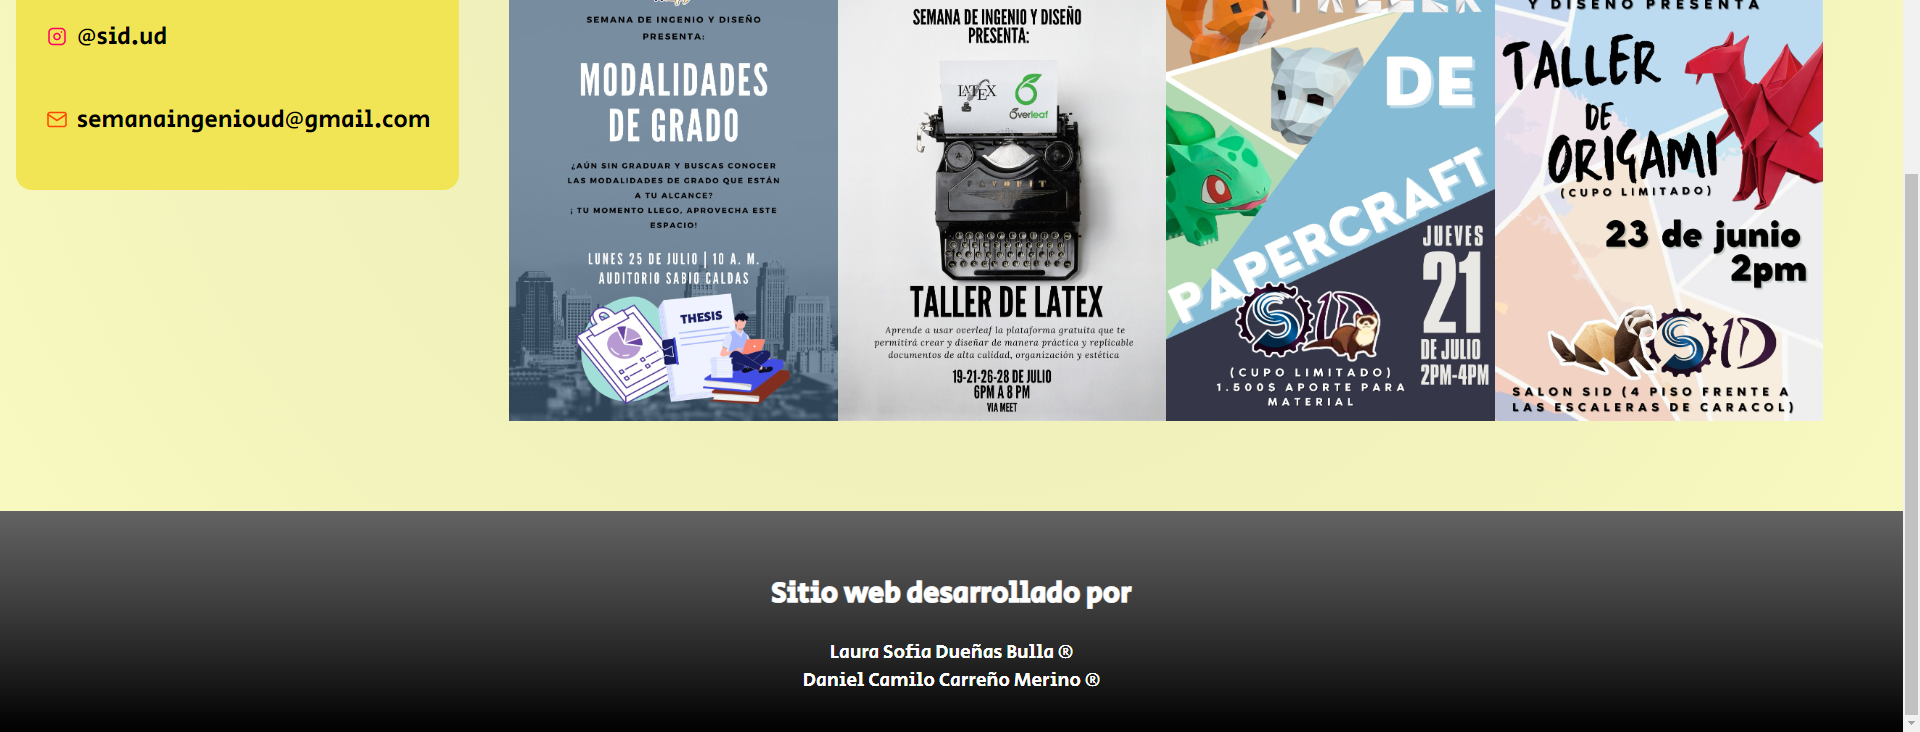 @sid.ud
semanaingenioud@gmail.com
SEMANA DE INGENIO Y DISEÑO
PRESENTA:
MODALIDADES
DE GRADO
¿AÚN SIN GRADUAR Y BUSCAS CONOCER
LAS MODALIDADES DE GRADO QUE ESTÁN
A TU ALCANCE?
¡ TU MOMENTO LLEGO, APROVECHA ESTE
ESPACIO!
LUNES 25 DE JULIO | 10 A. M.
AUDITORIO SABIO CALDAS
THESIS
SEMANA DE INGENIO Y DISEÑO
PRESENTA:
LATEX
Overleaf
TALLER DE LATEX
Aprende a usar overleaf la plataforma gratuita que te
permitirá crear y diseñar de manera práctica y replicable
documentos de alta calidad, organización y estética
19-21-26-28 DE JULIO
6PM A 8 PM
VIA MEET
TALLER
DE
PAPERCRAFT
JUEVES
21
DE JULIO
2PM-4PM
SID
(CUPO LIMITADO)
1.500$ APORTE PARA
MATERIAL
Y DISEÑO PRESENTA
TALLER
DE
ORIGAMI
(CUPO LIMITADO)
23 de junio
2pm
SID
SALON SID (4 PISO FRENTE A
LAS ESCALERAS DE CARACOL)
Sitio web desarrollado por
Laura Sofia Dueñas Bulla ®
Daniel Camilo Carreño Merino ®